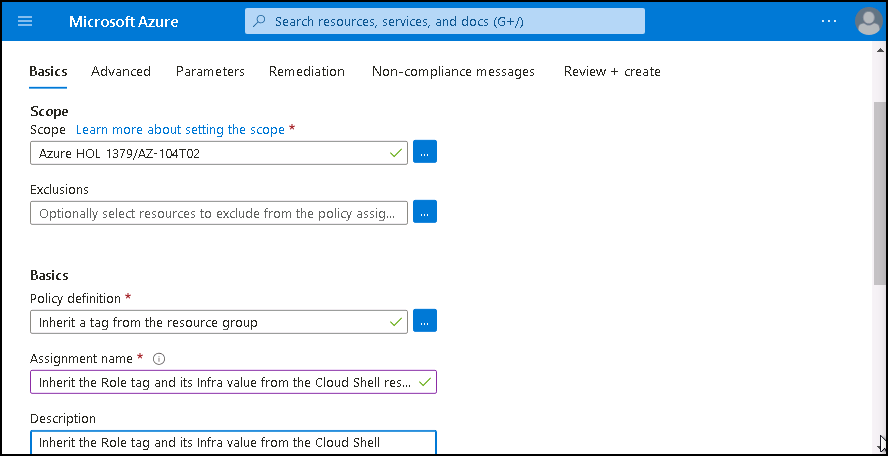 Microsoft Azure
Search resources, services, and docs (G+/)
...
Basics Advanced Parameters Remediation Non-compliance messages Review + create
Scope
Scope Learn more about setting the scope *
Azure HOL 1379/AZ-104T02
...
Exclusions
Optionally select resources to exclude from the policy assig...
...
Basics
Policy definition *
Inherit a tag from the resource group
...
Assignment name *
Inherit the Role tag and its Infra value from the Cloud Shell res...
Description
Inherit the Role tag and its Infra value from the Cloud Shell